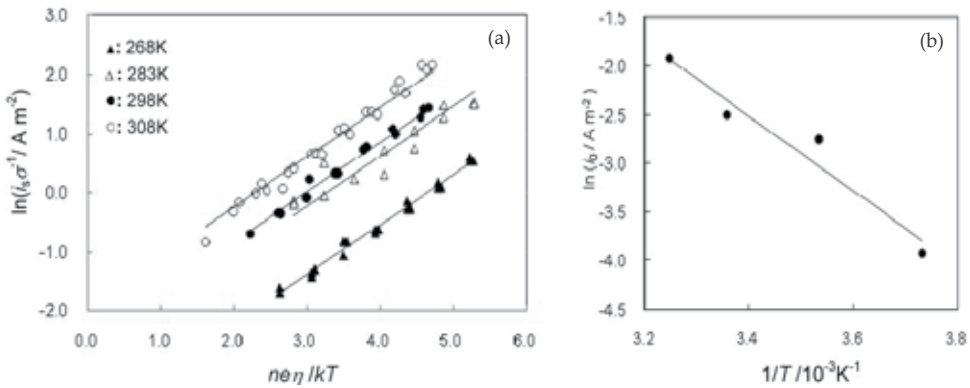 (a)
3.0
2.0
1.0
0.0
-1.0
-2.0
▲: 268K
△: 283K
●: 298K
○: 308K
ln(iₛσ⁻¹/ A m⁻²)
0.0 1.0 2.0 3.0 4.0 5.0 6.0
neη /kT
(b)
-1.5
-2.0
-2.5
-3.0
-3.5
-4.0
-4.5
ln (i₀ / A m⁻²)
3.2 3.4 3.6 3.8
1/T /10⁻³K⁻¹